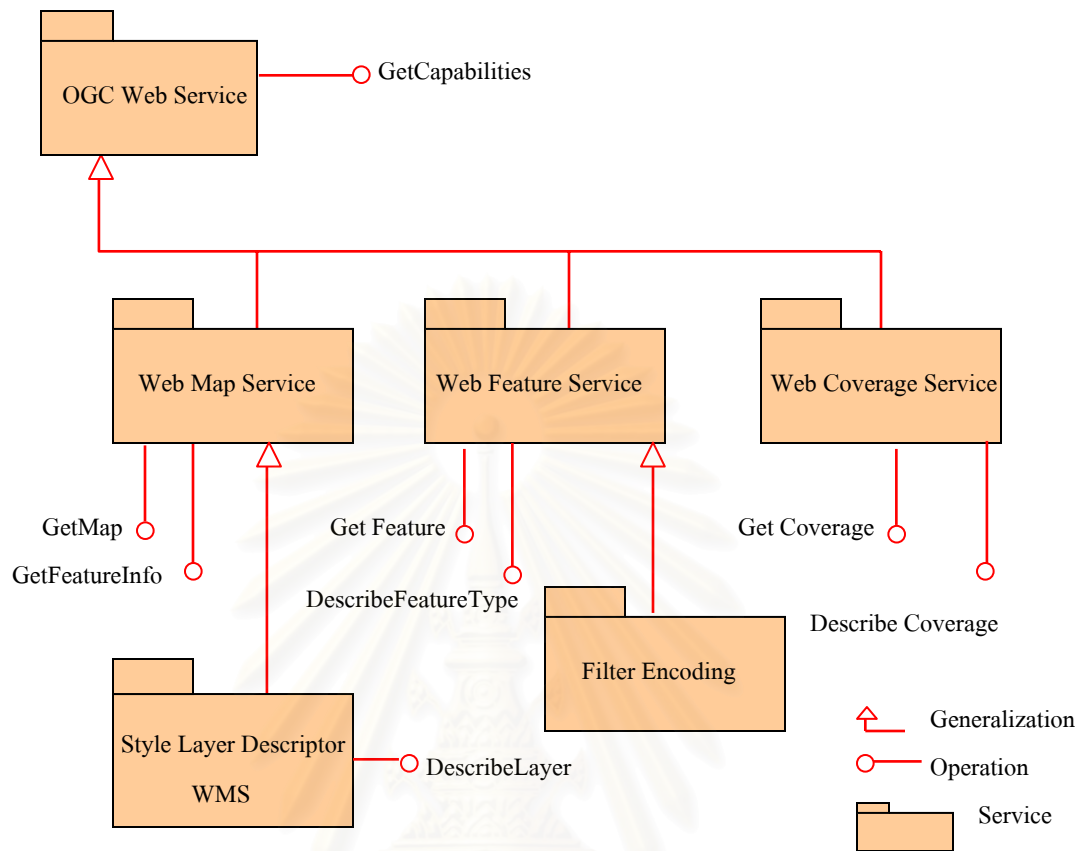 GetCapabilities
OGC Web Service
Web Map Service
Web Feature Service
Web Coverage Service
GetMap
Get Feature
Get Coverage
GetFeatureInfo
DescribeFeatureType
Describe Coverage
Filter Encoding
Generalization
Style Layer Descriptor
WMS
DescribeLayer
Operation
Service